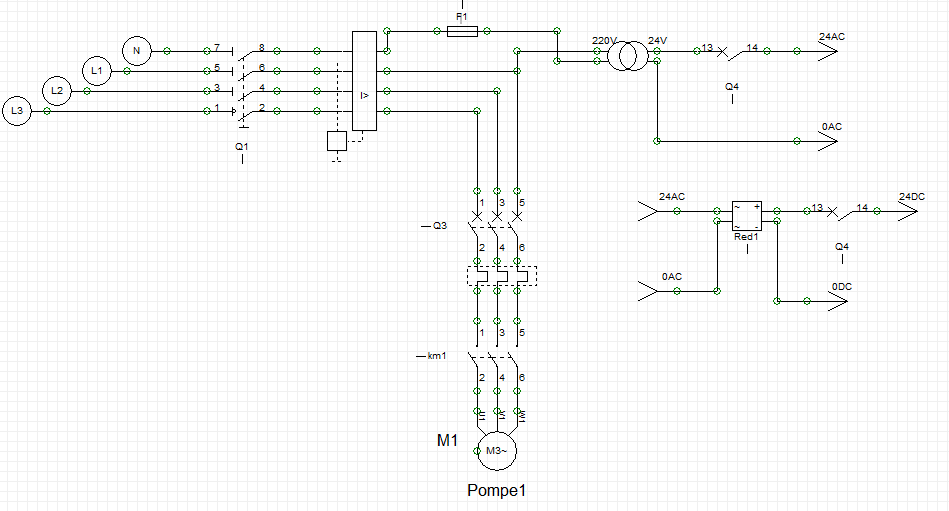 F1
N 7 8 220V 24V 13 14 24AC
L1 5 6
L2 3 4 I> Q4
L3 1 2
0AC
Q1
1 3 5 24AC ~ + 13 14 24DC
Q3
~ -
Red1
2 4 6 Q4
0AC 0DC
1 3 5
km1
2 4 6
U1 V1 W1
M1 M3~
Pompe1